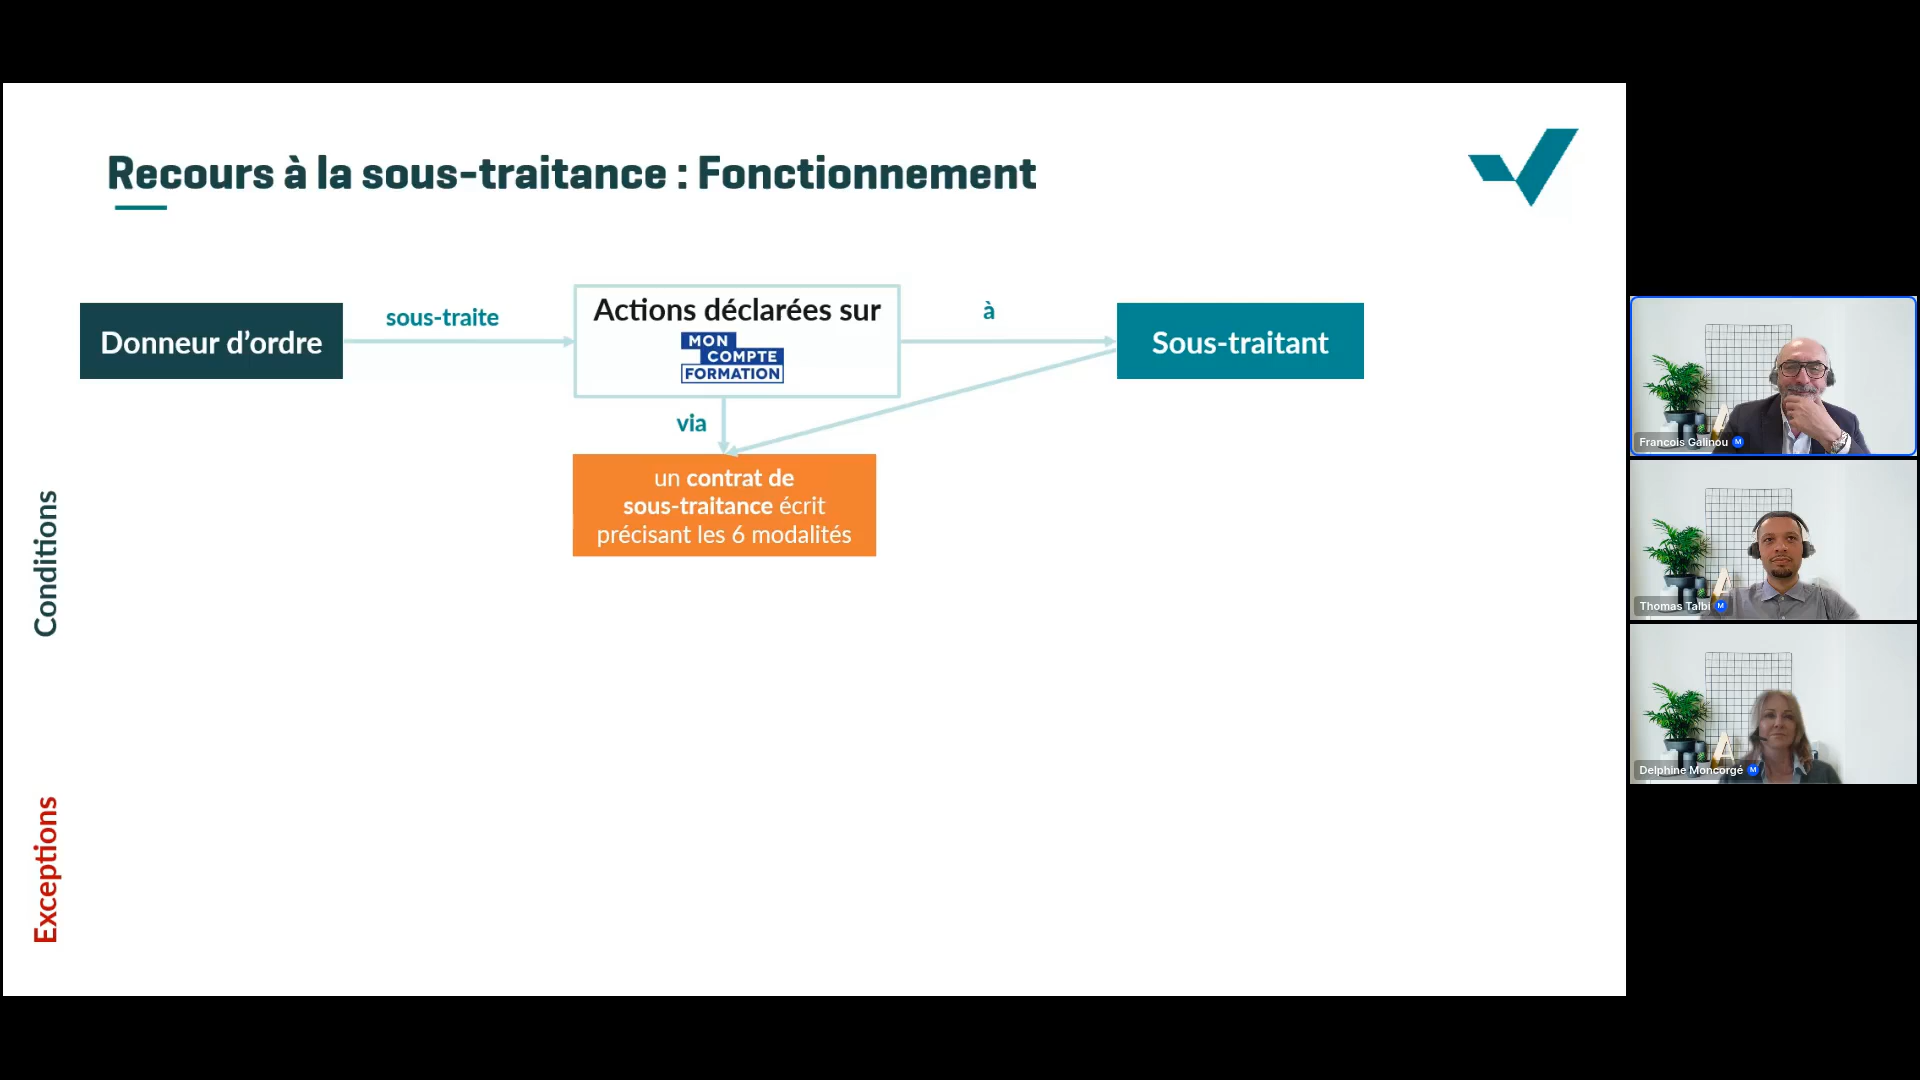 Recours à la sous-traitance : Fonctionnement
Donneur d’ordre
sous-traite
Actions déclarées sur
MON
COMPTE
FORMATION
à
Sous-traitant
via
un contrat de
sous-traitance écrit
précisant les 6 modalités
Conditions
Exceptions
Francois Galinou M
Thomas Talbi M
Delphine Moncorgé M